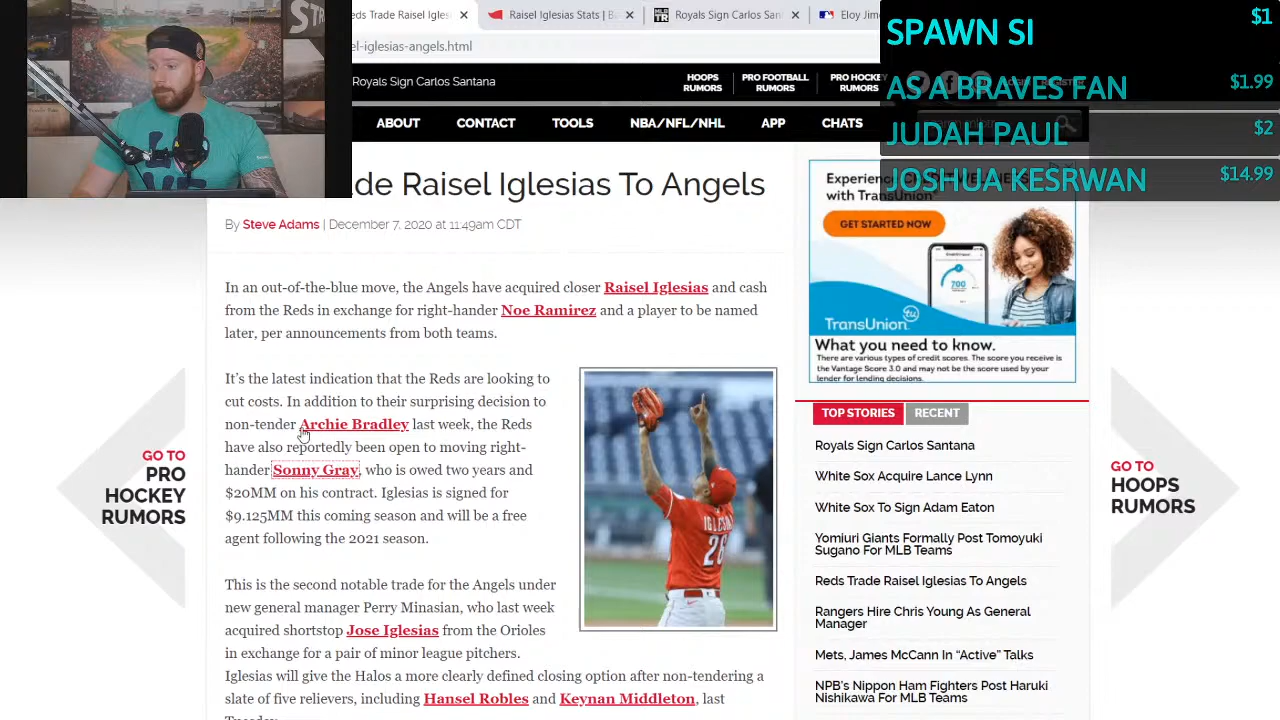 ST
eds Trade Raisel Igles
Raisel Iglesias Stats | B
Royals Sign Carlos San
Eloy Jim
el-iglesias-angels.html
Royals Sign Carlos Santana
HOOPS RUMORS
PRO FOOTBALL RUMORS
PRO HOCKEY RUMORS
ABOUT
CONTACT
TOOLS
NBA/NFL/NHL
APP
CHATS
SPAWN SI
$1
AS A BRAVES FAN
$1.99
JUDAH PAUL
$2
JOSHUA KESRWAN
$14.99
de Raisel Iglesias To Angels
By Steve Adams | December 7, 2020 at 11:49am CDT
In an out-of-the-blue move, the Angels have acquired closer Raisel Iglesias and cash
from the Reds in exchange for right-hander Noe Ramirez and a player to be named
later, per announcements from both teams.
It's the latest indication that the Reds are looking to
cut costs. In addition to their surprising decision to
non-tender Archie Bradley last week, the Reds
have also reportedly been open to moving right-
hander Sonny Gray, who is owed two years and
$20MM on his contract. Iglesias is signed for
$9.125MM this coming season and will be a free
agent following the 2021 season.
This is the second notable trade for the Angels under
new general manager Perry Minasian, who last week
acquired shortstop Jose Iglesias from the Orioles
in exchange for a pair of minor league pitchers.
Iglesias will give the Halos a more clearly defined closing option after non-tendering a
slate of five relievers, including Hansel Robles and Keynan Middleton, last
Tuesday
IGLESIAS
26
GO TO
PRO
HOCKEY
RUMORS
Experience
with TransUnion
GET STARTED NOW
700
TransUnion
tu
What you need to know.
There are various types of credit scores. The score you receive is
the Vantage Score 3.0 and may not be the score used by your
lender for lending decisions.
TOP STORIES
RECENT
Royals Sign Carlos Santana
White Sox Acquire Lance Lynn
White Sox To Sign Adam Eaton
Yomiuri Giants Formally Post Tomoyuki
Sugano For MLB Teams
Reds Trade Raisel Iglesias To Angels
Rangers Hire Chris Young As General
Manager
Mets, James McCann In "Active" Talks
NPB's Nippon Ham Fighters Post Haruki
Nishikawa For MLB Teams
GO TO
HOOPS
RUMORS